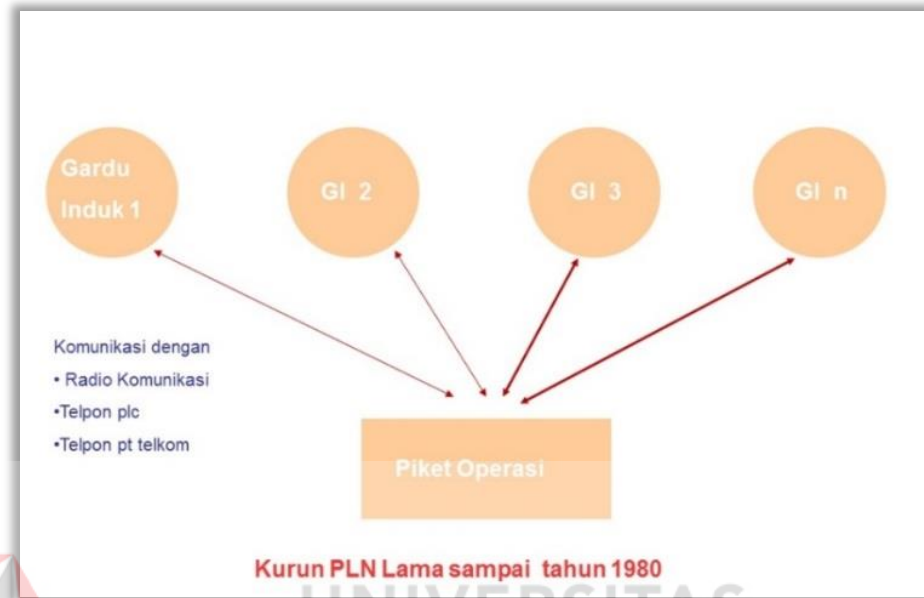 Gardu
Induk 1
GI 2
GI 3
GI n
Komunikasi dengan
• Radio Komunikasi
•Telpon plc
•Telpon pt telkom
Piket Operasi
Kurun PLN Lama sampai tahun 1980
UNIVERSITAS